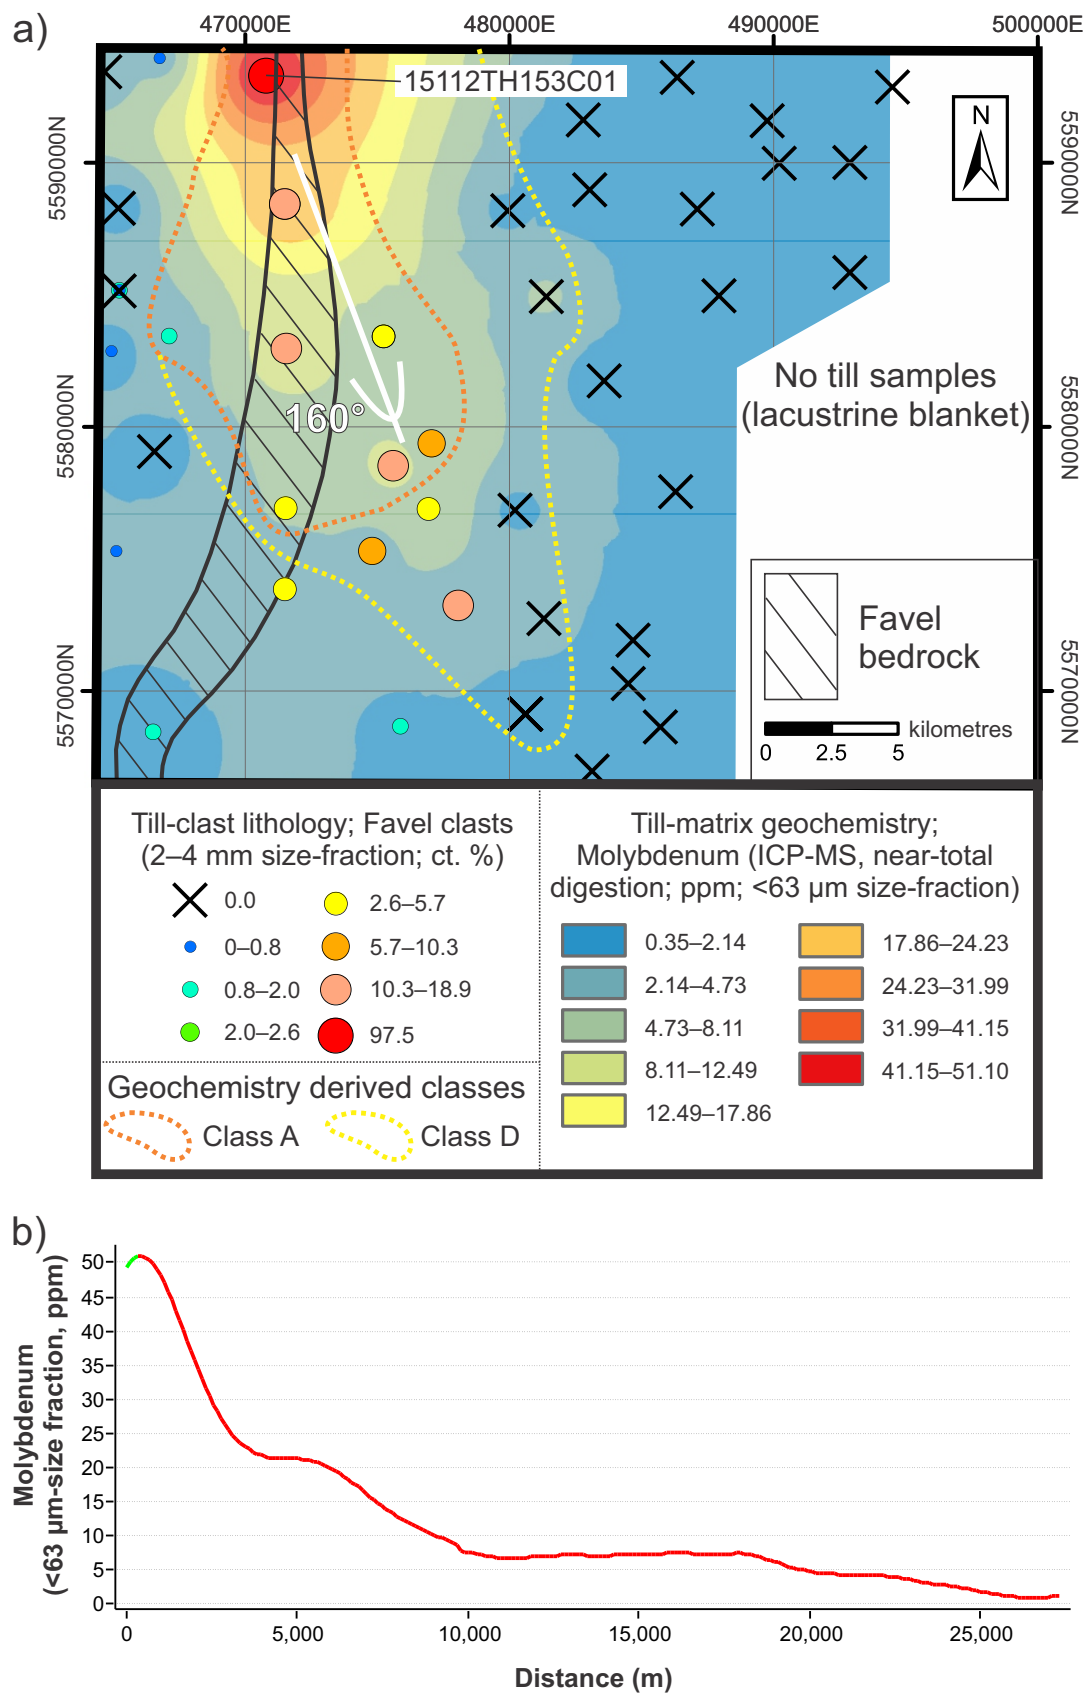 a)
470000E
480000E
490000E
500000E
15112TH153C01
N
5590000N
5590000N
5580000N
5580000N
5570000N
5570000N
160°
No till samples
(lacustrine blanket)
Favel
bedrock
kilometres
0
2.5
5
Till-clast lithology; Favel clasts
(2–4 mm size-fraction; ct. %)
0.0
0–0.8
0.8–2.0
2.0–2.6
2.6–5.7
5.7–10.3
10.3–18.9
97.5
Geochemistry derived classes
Class A
Class D
Till-matrix geochemistry;
Molybdenum (ICP-MS, near-total
digestion; ppm; <63 µm size-fraction)
0.35–2.14
2.14–4.73
4.73–8.11
8.11–12.49
12.49–17.86
17.86–24.23
24.23–31.99
31.99–41.15
41.15–51.10
b)
Molybdenum
(<63 µm-size fraction, ppm)
50
45
40
35
30
25
20
15
10
5
0
0
5,000
10,000
15,000
20,000
25,000
Distance (m)